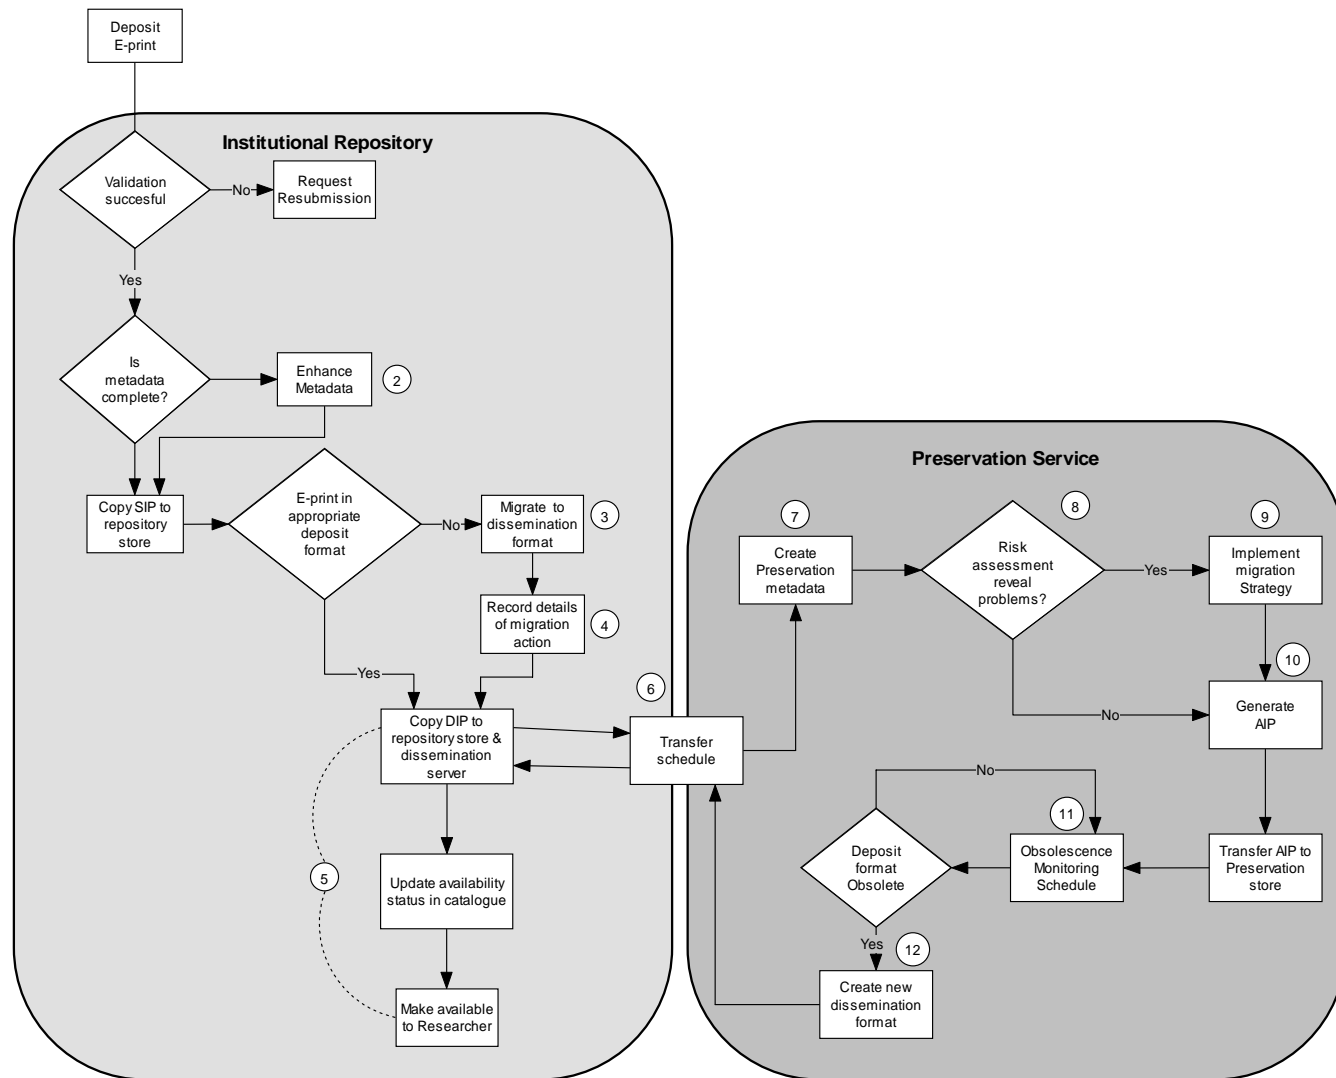 Deposit
E-print
Institutional Repository
Validation
succesful
No
Request
Resubmission
Yes
Is
metadata
complete?
Enhance
Metadata
2
Copy SIP to
repository
store
E-print in
appropriate
deposit
format
No
Migrate to
dissemination
format
3
Record details
of migration
action
4
Yes
Copy DIP to
repository store &
dissemination
server
6
Transfer
schedule
5
Update availability
status in catalogue
Make available
to Researcher
Preservation Service
7
Create
Preservation
metadata
8
Risk
assessment
reveal
problems?
Yes
9
Implement
migration
Strategy
No
10
Generate
AIP
Transfer AIP to
Preservation
store
11
Obsolescence
Monitoring
Schedule
No
Deposit
format
Obsolete
Yes
12
Create new
dissemination
format